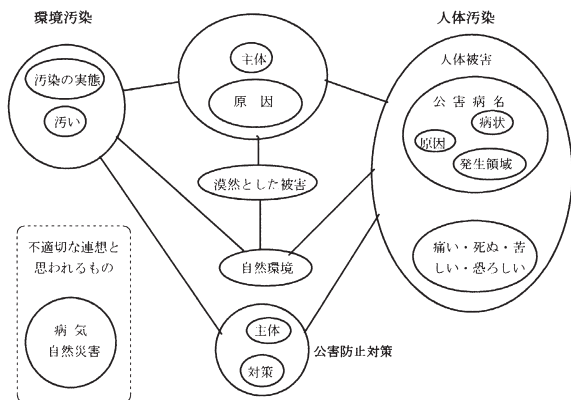 環境汚染
人体汚染
汚染の実態
汚い
主体
原 因
漠然とした被害
自然環境
主体
対策
公害防止対策
人体被害
公 害 病 名
病状
原因
発生領域
痛い・死ぬ・苦
しい・恐ろしい
不適切な連想と
思われるもの
病 気
自然災害